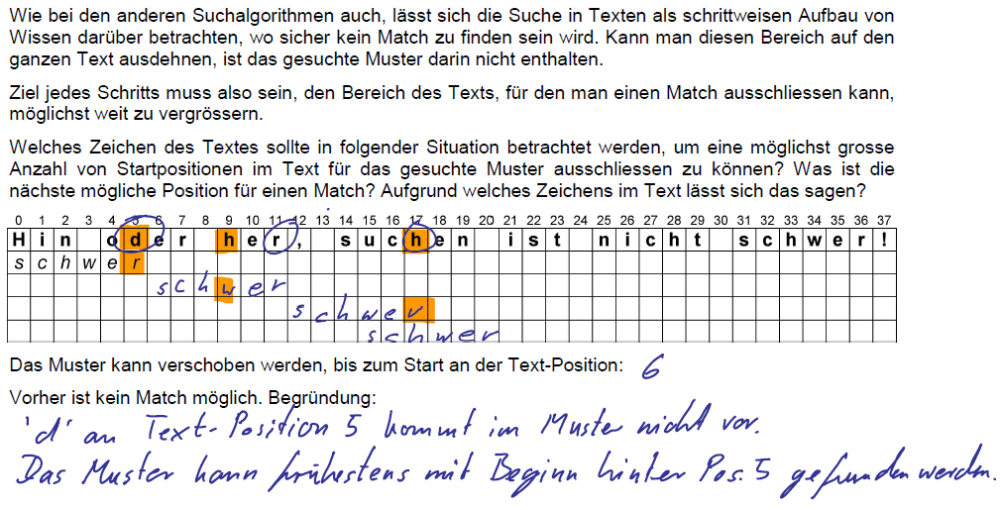 Wie bei den anderen Suchalgorithmen auch, lässt sich die Suche in Texten als schrittweisen Aufbau von
Wissen darüber betrachten, wo sicher kein Match zu finden sein wird. Kann man diesen Bereich auf den
ganzen Text ausdehnen, ist das gesuchte Muster darin nicht enthalten.
Ziel jedes Schritts muss also sein, den Bereich des Texts, für den man einen Match ausschliessen kann,
möglichst weit zu vergrössern.
Welches Zeichen des Textes sollte in folgender Situation betrachtet werden, um eine möglichst grosse
Anzahl von Startpositionen im Text für das gesuchte Muster ausschliessen zu können? Was ist die
nächste mögliche Position für einen Match? Aufgrund welches Zeichens im Text lässt sich das sagen?
0 1 2 3 4 5 6 7 8 9 10 11 12 13 14 15 16 17 18 19 20 21 22 23 24 25 26 27 28 29 30 31 32 33 34 35 36 37
H i n o d e r h e r , s u c h e n i s t n i c h t s c h w e r !
s c h w e r
s c h w e r
s c h w e r
s c h w e r
Das Muster kann verschoben werden, bis zum Start an der Text-Position: 6
Vorher ist kein Match möglich. Begründung:
'd' an Text-Position 5 kommt im Muster nicht vor.
Das Muster kann frühestens mit Beginn hinter Pos. 5 gefunden werden.